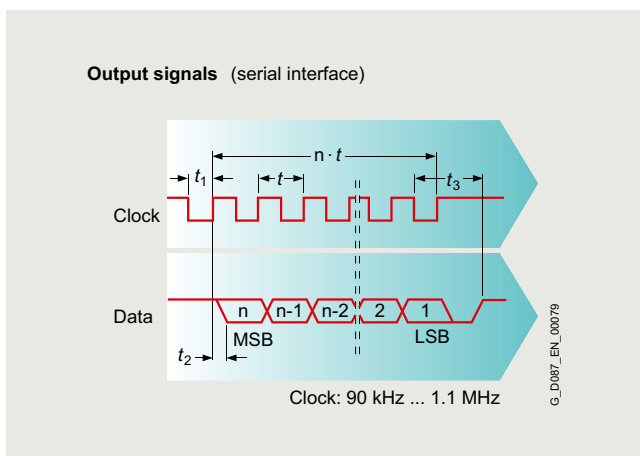 Output signals (serial interface)
n · t
t1 t t3
Clock
Data n n-1 n-2 2 1
MSB LSB
t2
Clock: 90 kHz ... 1.1 MHz
G_D087_EN_00079